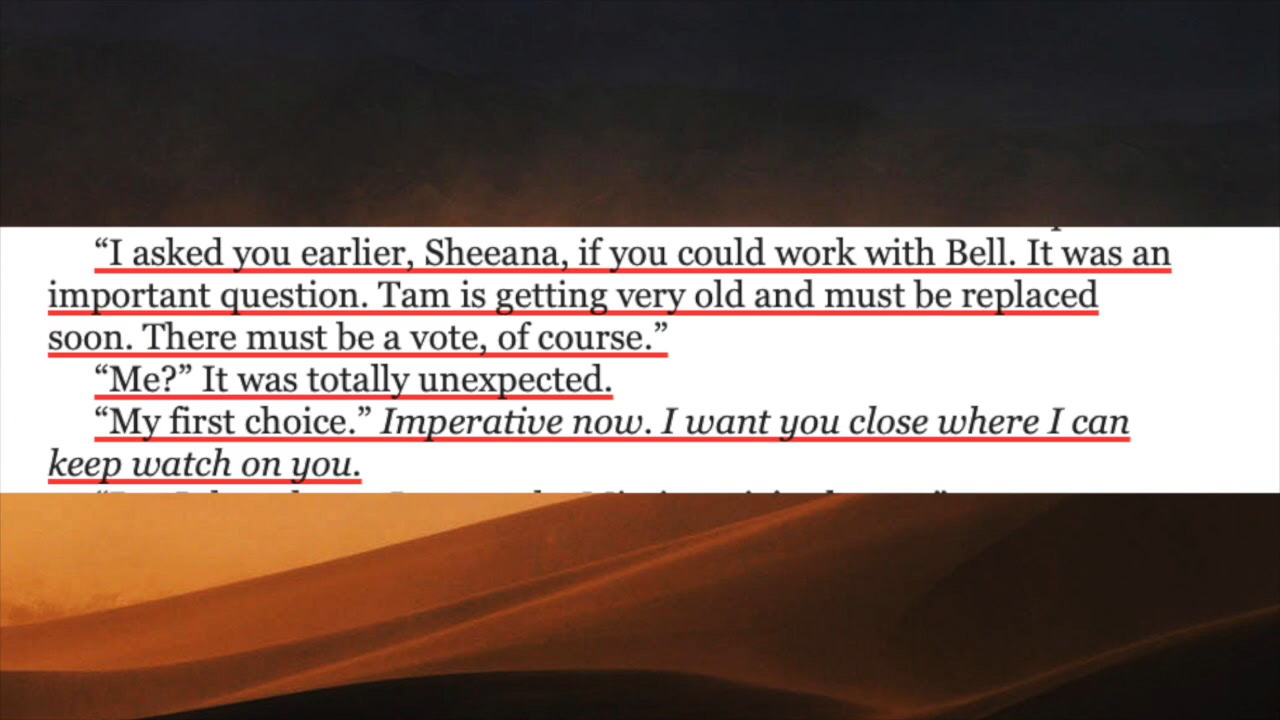 “I asked you earlier, Sheeana, if you could work with Bell. It was an
important question. Tam is getting very old and must be replaced
soon. There must be a vote, of course.”
“Me?” It was totally unexpected.
“My first choice.” Imperative now. I want you close where I can
keep watch on you.